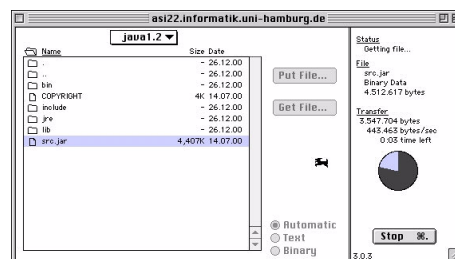 asi22.informatik.uni-hamburg.de
java1.2
Name Size Date
. - 26.12.00
.. - 26.12.00
bin - 26.12.00
COPYRIGHT 4K 14.07.00
include - 26.12.00
jre - 26.12.00
lib - 26.12.00
src.jar 4,407K 14.07.00
Put File...
Get File...
Automatic
Text
Binary
Status
Getting file...
File
src.jar
Binary Data
4.512.617 bytes
Transfer
3.547.704 bytes
443.463 bytes/sec
0:03 time left
Stop ⌘.
3.0.3